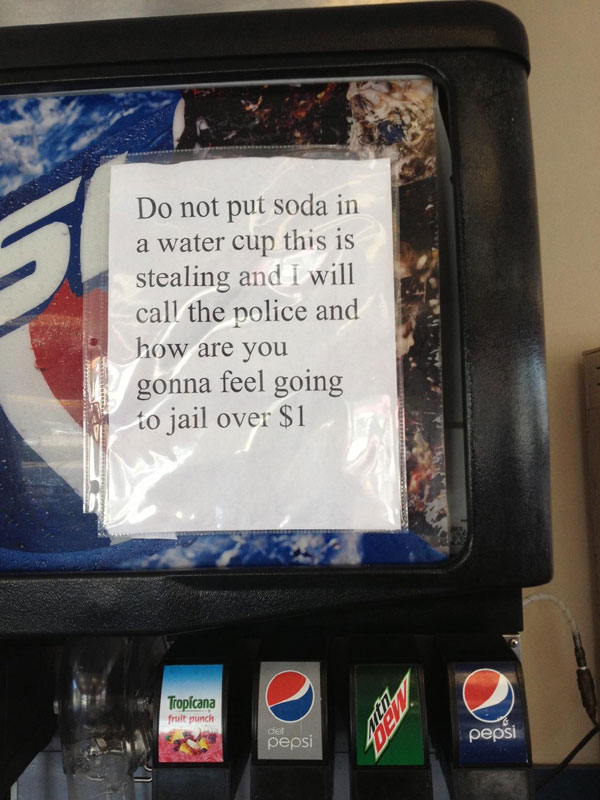 Do not put soda in
a water cup this is
stealing and I will
call the police and
how are you
gonna feel going
to jail over $1
Tropicana
fruit punch
diet
pepsi
mtn
DEW
pepsi